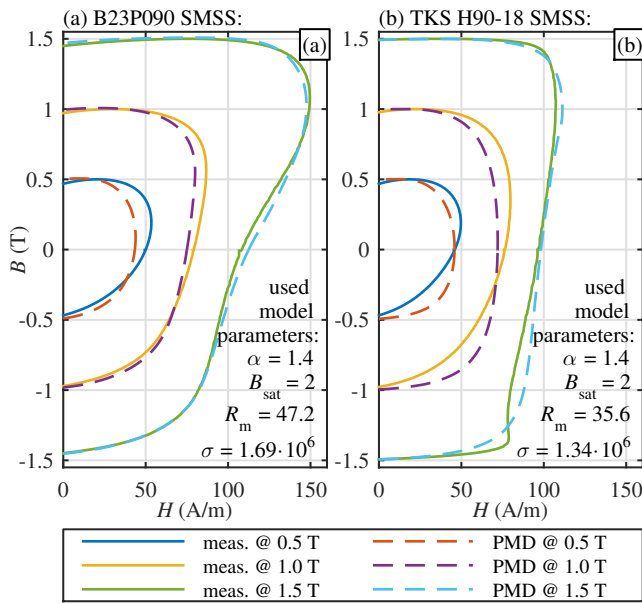 (a) B23P090 SMSS:
(b) TKS H90-18 SMSS:
(a)
1.5
1
0.5
0
-0.5
-1
-1.5
B (T)
used
model
parameters:
α = 1.4
B_sat = 2
R_m = 47.2
σ = 1.69·10^6
0 50 100 150
H (A/m)
(b)
1.5
1
0.5
0
-0.5
-1
-1.5
used
model
parameters:
α = 1.4
B_sat = 2
R_m = 35.6
σ = 1.34·10^6
0 50 100 150
H (A/m)
meas. @ 0.5 T
PMD @ 0.5 T
meas. @ 1.0 T
PMD @ 1.0 T
meas. @ 1.5 T
PMD @ 1.5 T